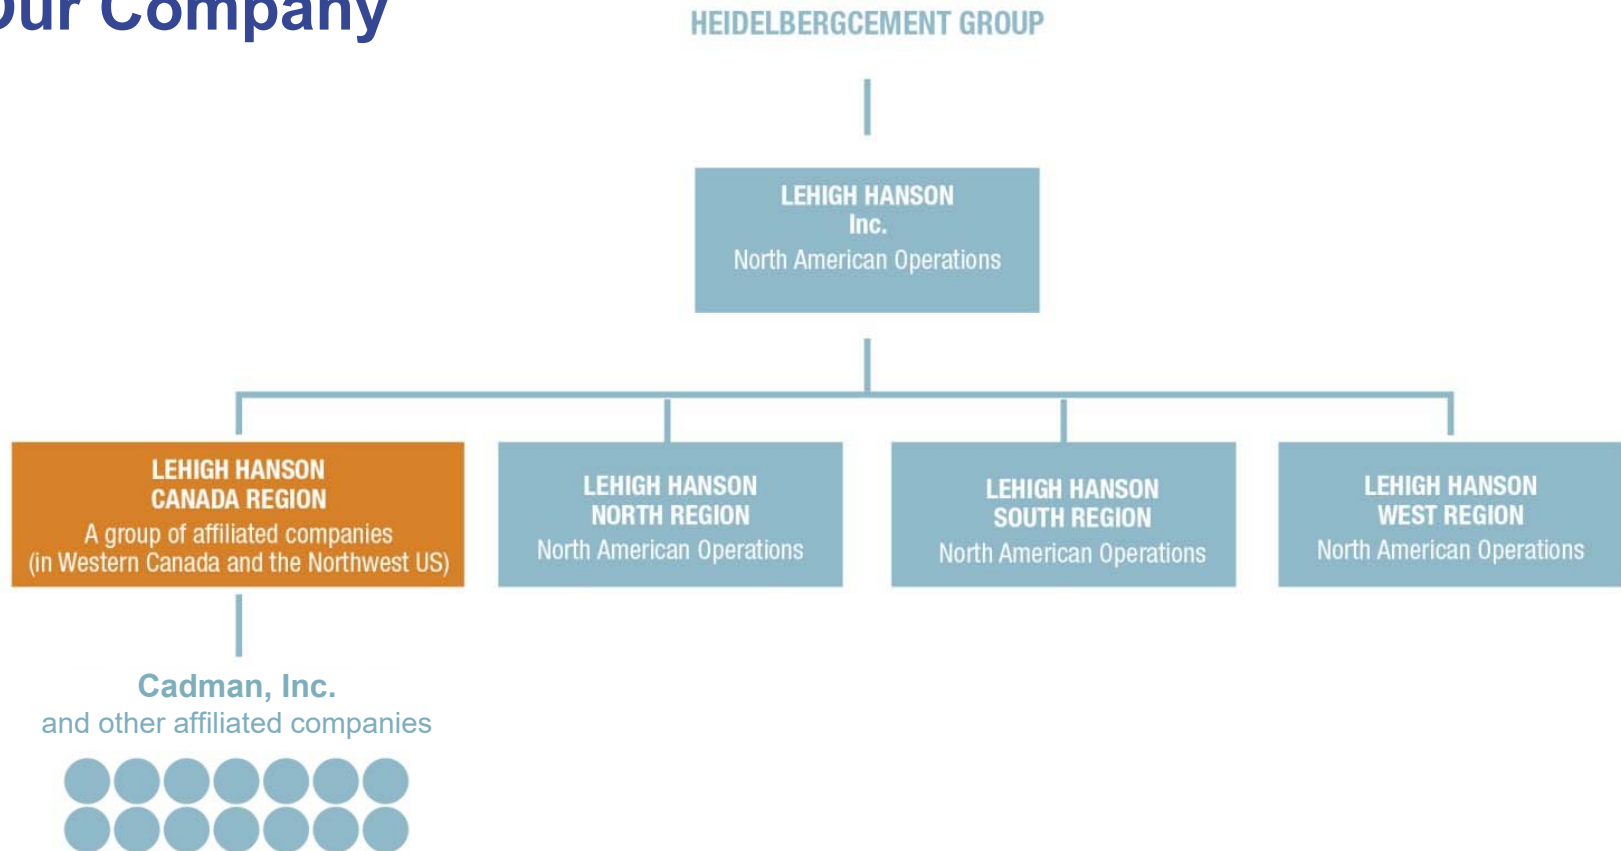 Our Company
HEIDELBERGCEMENT GROUP
LEHIGH HANSON
Inc.
North American Operations
LEHIGH HANSON
CANADA REGION
A group of affiliated companies
(in Western Canada and the Northwest US)
LEHIGH HANSON
NORTH REGION
North American Operations
LEHIGH HANSON
SOUTH REGION
North American Operations
LEHIGH HANSON
WEST REGION
North American Operations
Cadman, Inc.
and other affiliated companies